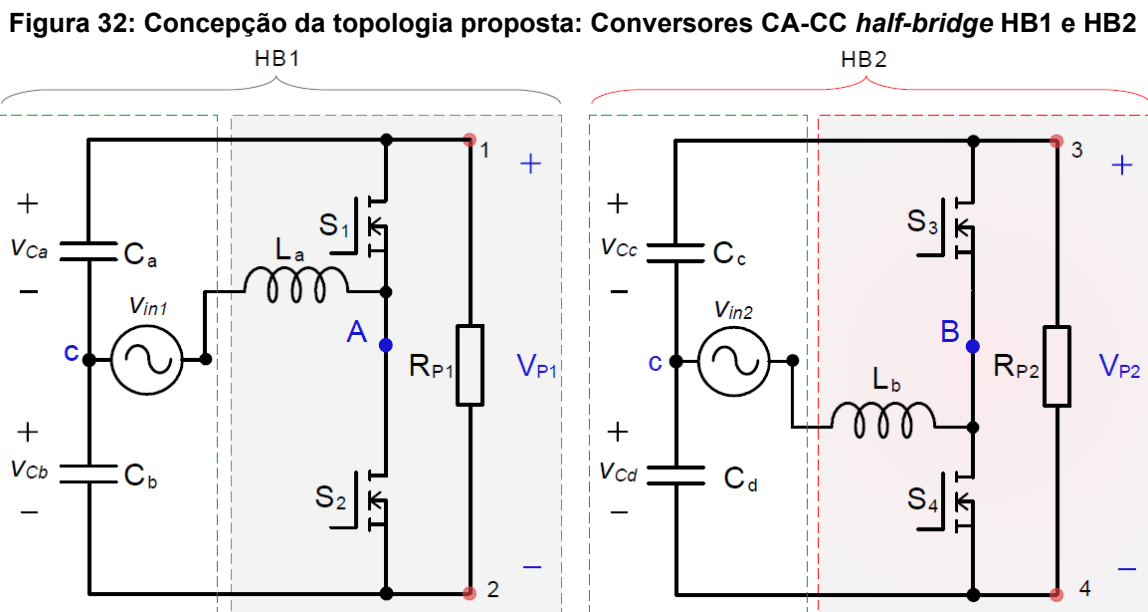 Figura 32: Concepção da topologia proposta: Conversores CA-CC half-bridge HB1 e HB2
HB1
HB2
1
+
S1
La
+
vCa
Ca
−
vin1
c
A
RP1
VP1
+
vCb
Cb
−
S2
−
2
3
+
S3
+
vCc
Cc
−
vin2
c
B
RP2
VP2
Lb
+
vCd
Cd
−
S4
−
4